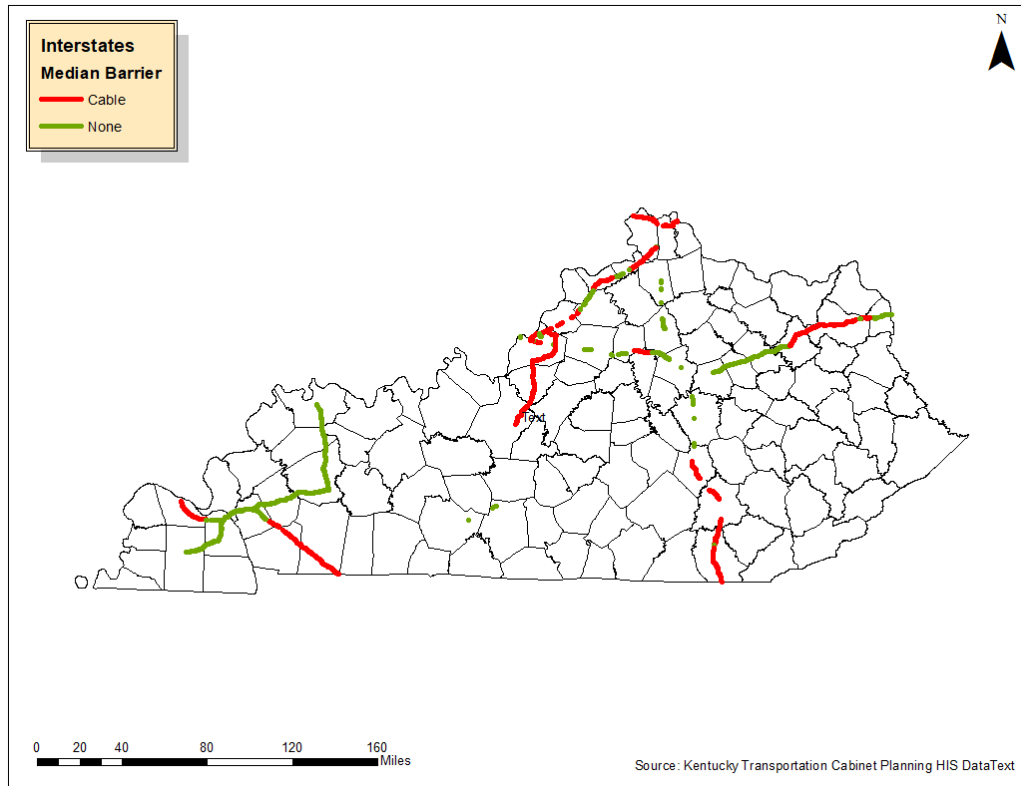 Interstates
Median Barrier
Cable
None
N
Text
0 20 40 80 120 160
Miles
Source: Kentucky Transportation Cabinet Planning HIS DataText